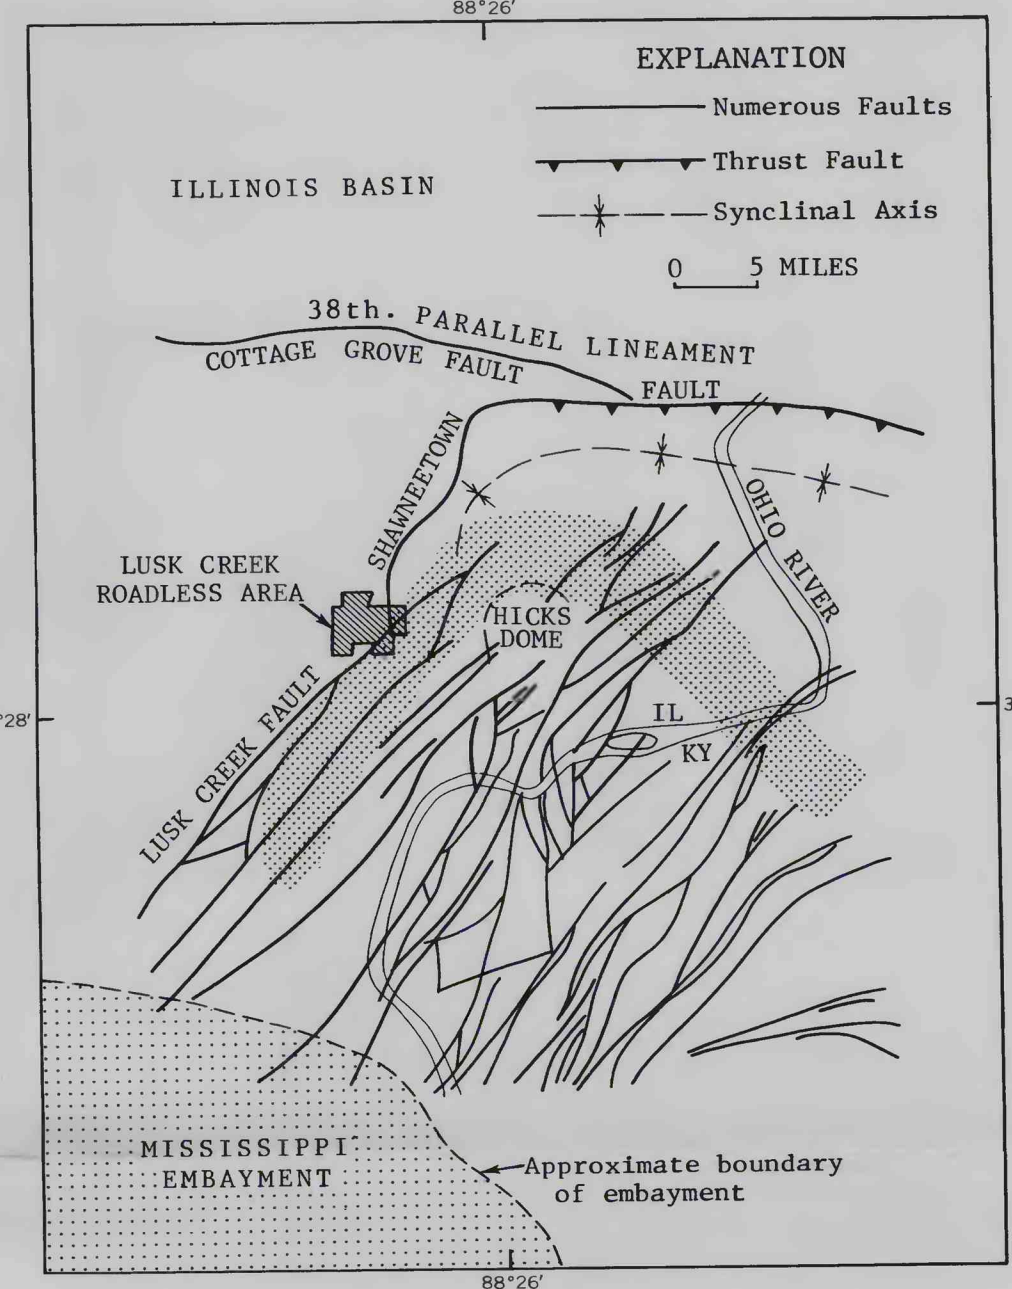 88°26′
EXPLANATION
Numerous Faults
Thrust Fault
Synclinal Axis
0 5 MILES
ILLINOIS BASIN
38th. PARALLEL LINEAMENT
COTTAGE GROVE FAULT
FAULT
SHAWNEETOWN
OHIO RIVER
LUSK CREEK
ROADLESS AREA
HICKS
DOME
LUSK CREEK FAULT
°28′
3
IL
KY
MISSISSIPPI
EMBAYMENT
Approximate boundary
of embayment
88°26′